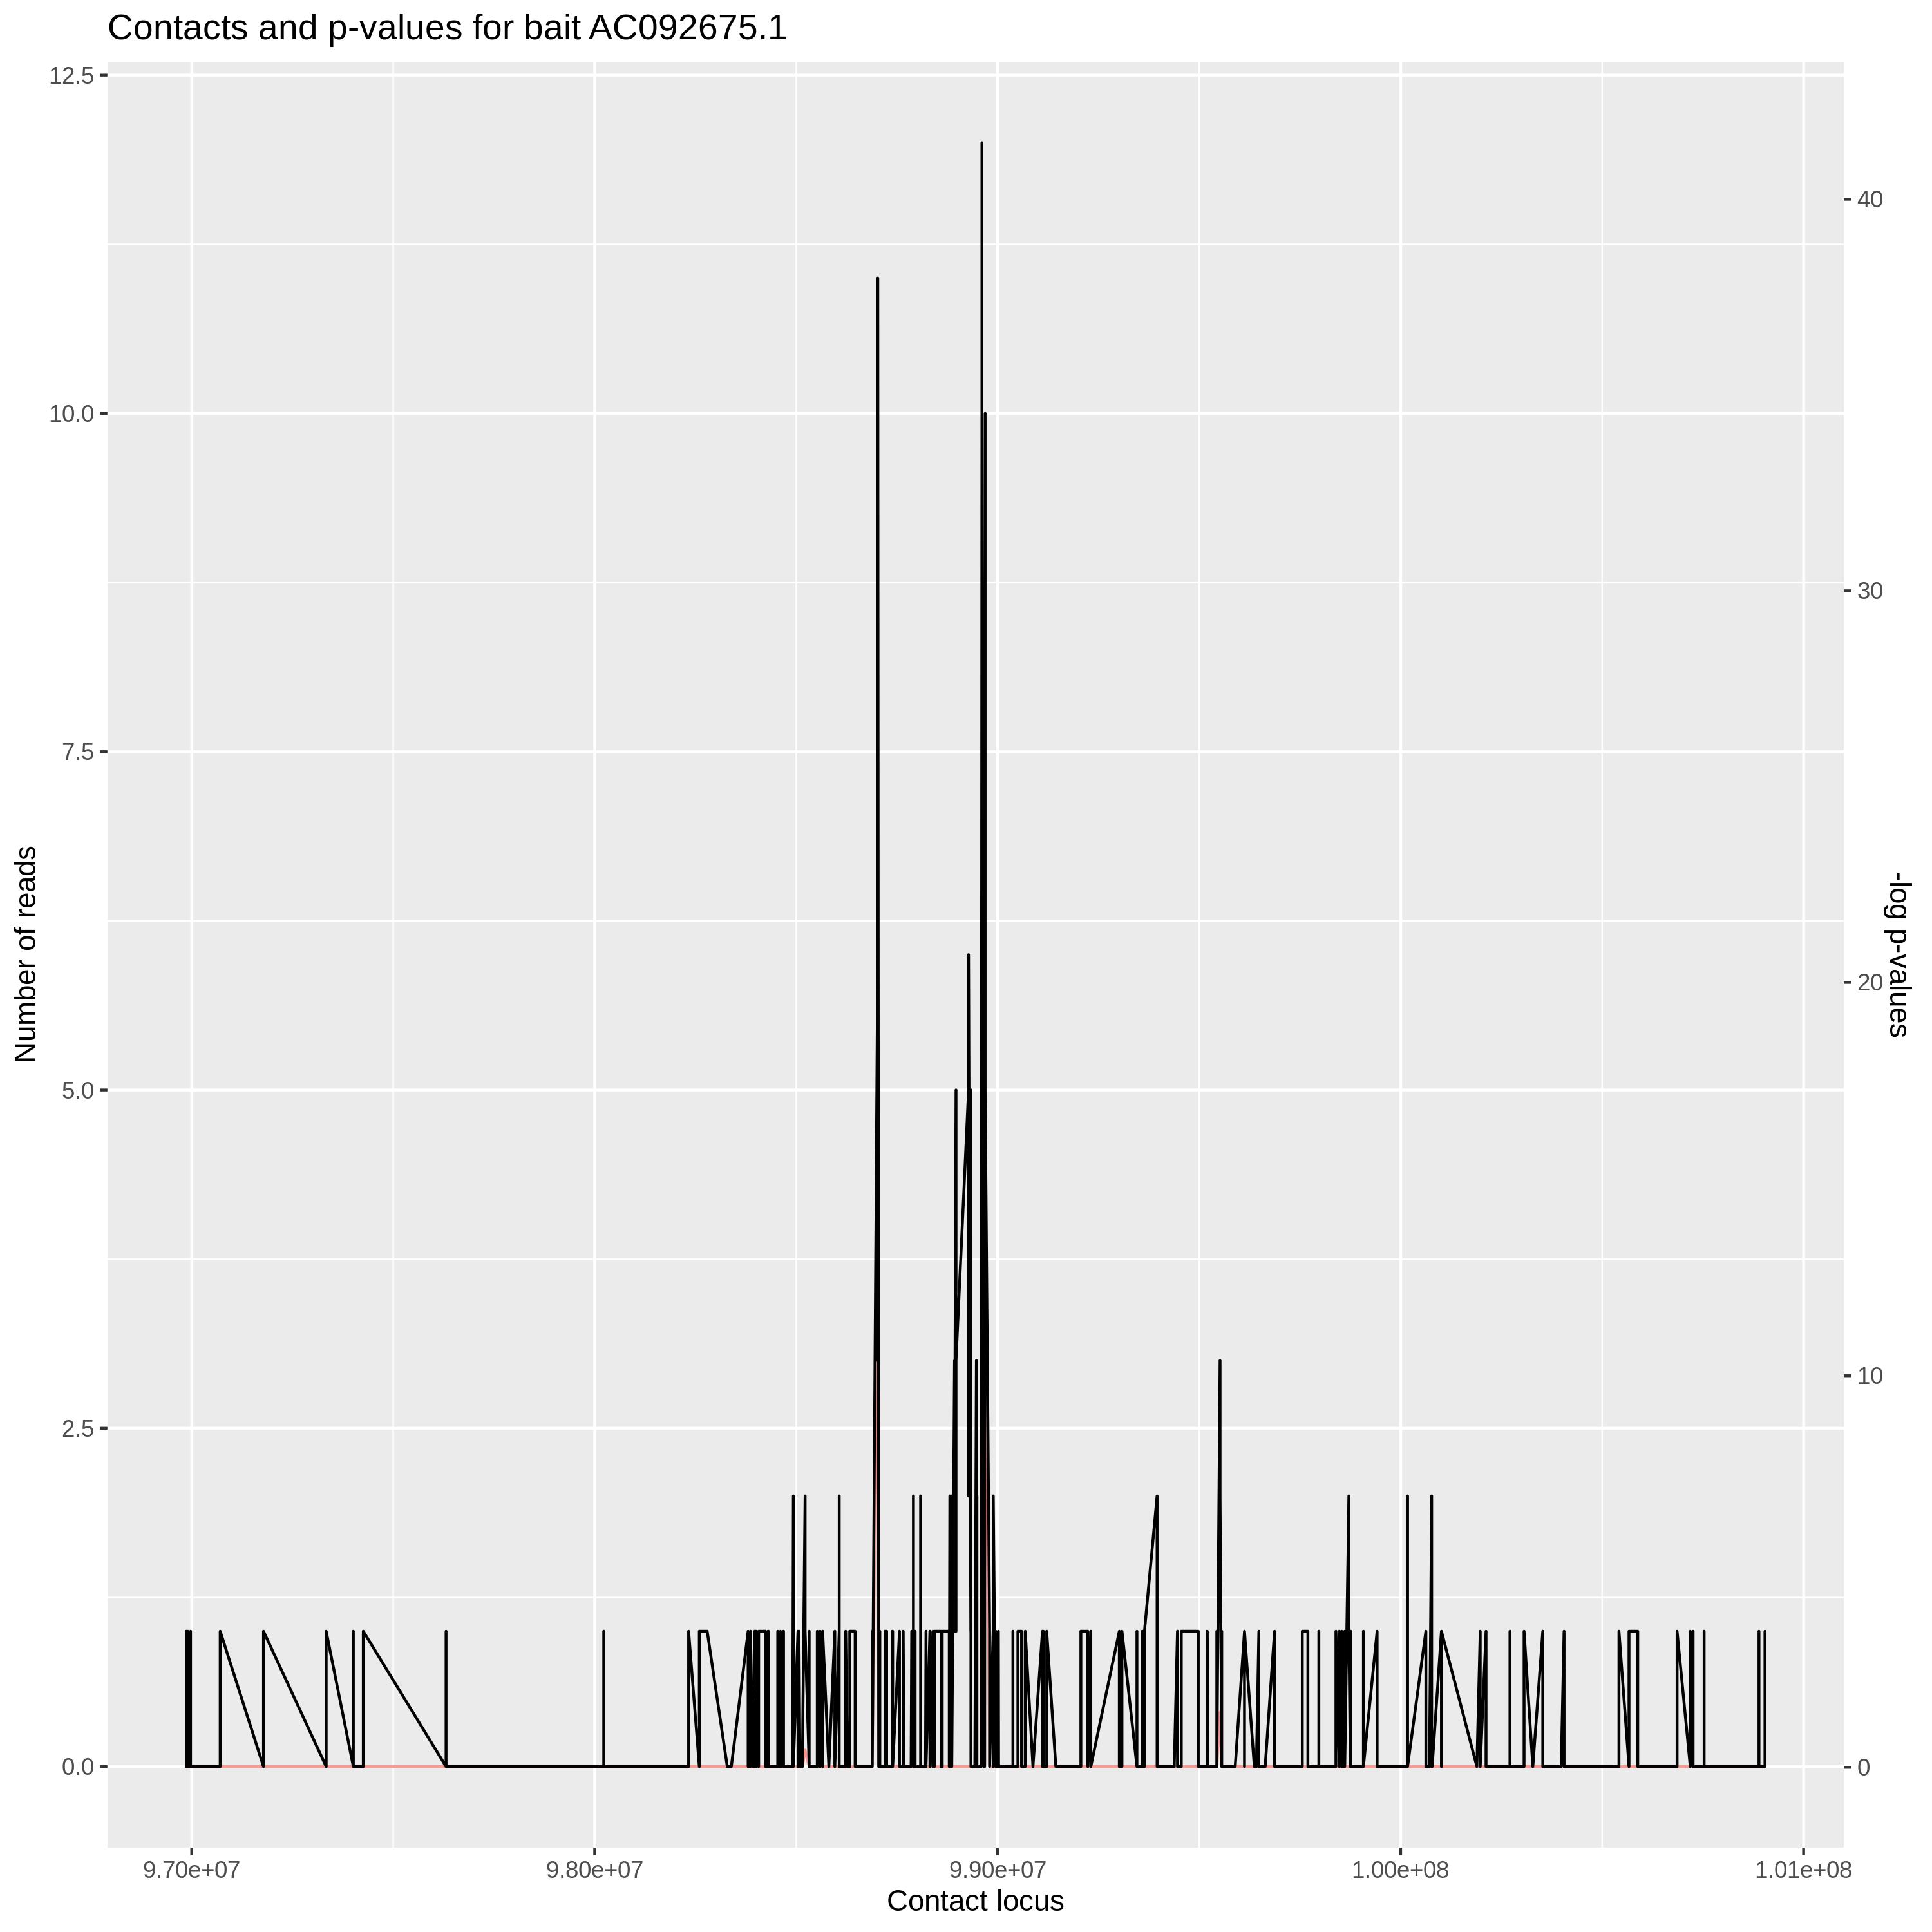 Contacts and p-values for bait AC092675.1
12.5
10.0
7.5
5.0
2.5
0.0
Number of reads
40
30
20
10
0
-log p-values
9.70e+07 9.80e+07 9.90e+07 1.00e+08 1.01e+08
Contact locus